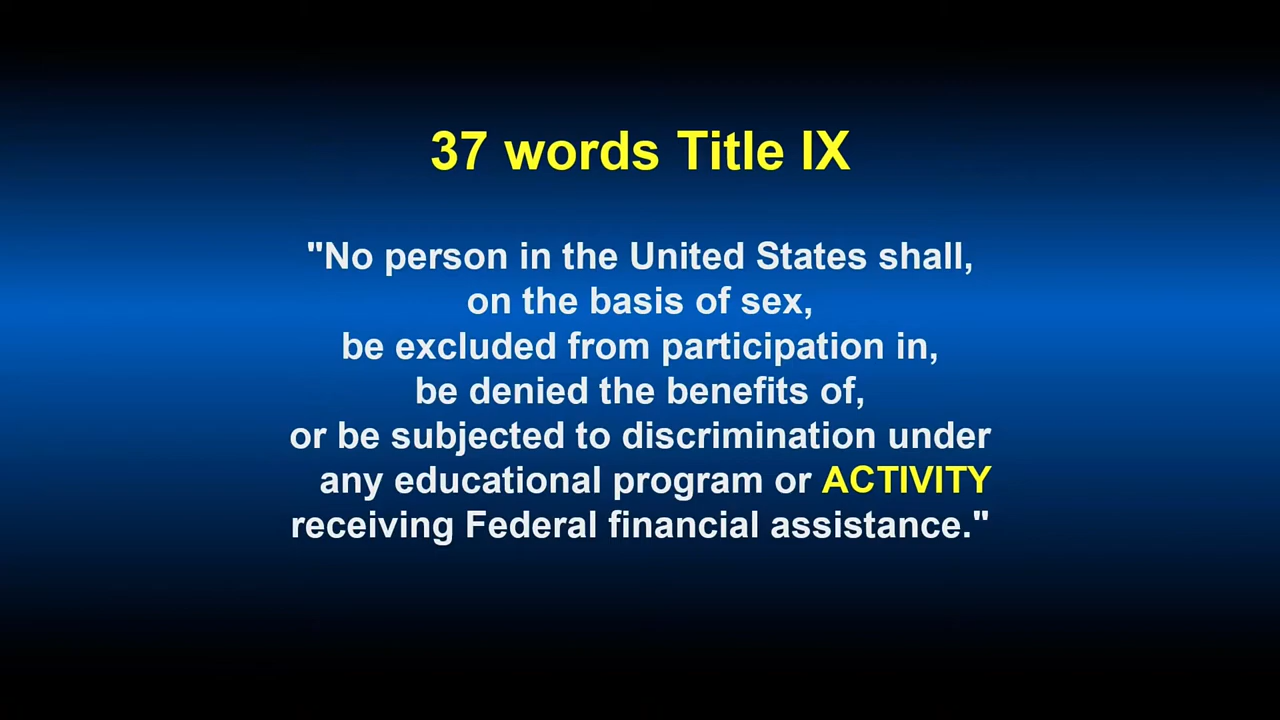 37 words Title IX
"No person in the United States shall,
on the basis of sex,
be excluded from participation in,
be denied the benefits of,
or be subjected to discrimination under
any educational program or ACTIVITY
receiving Federal financial assistance."